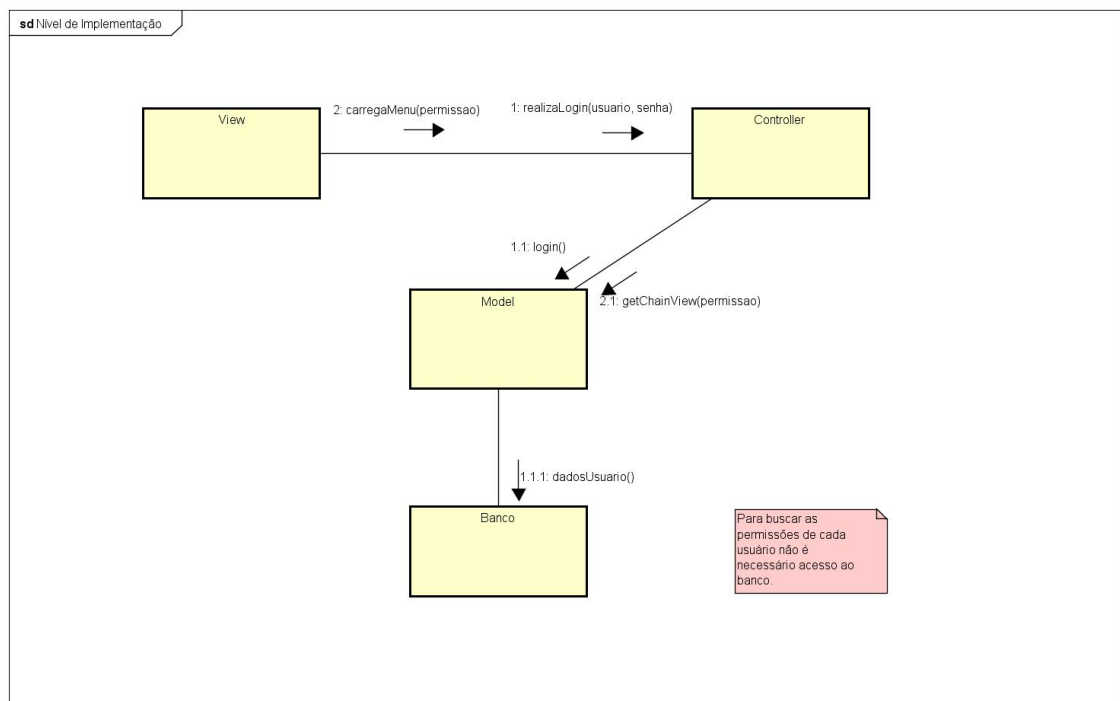 sd Nível de Implementação
2: carregaMenu(permissao)
1: realizaLogin(usuario, senha)
View
Controller
1.1: login()
Model
2.1: getChainView(permissao)
1.1.1: dadosUsuario()
Banco
Para buscar as
permissões de cada
usuário não é
necessário acesso ao
banco.